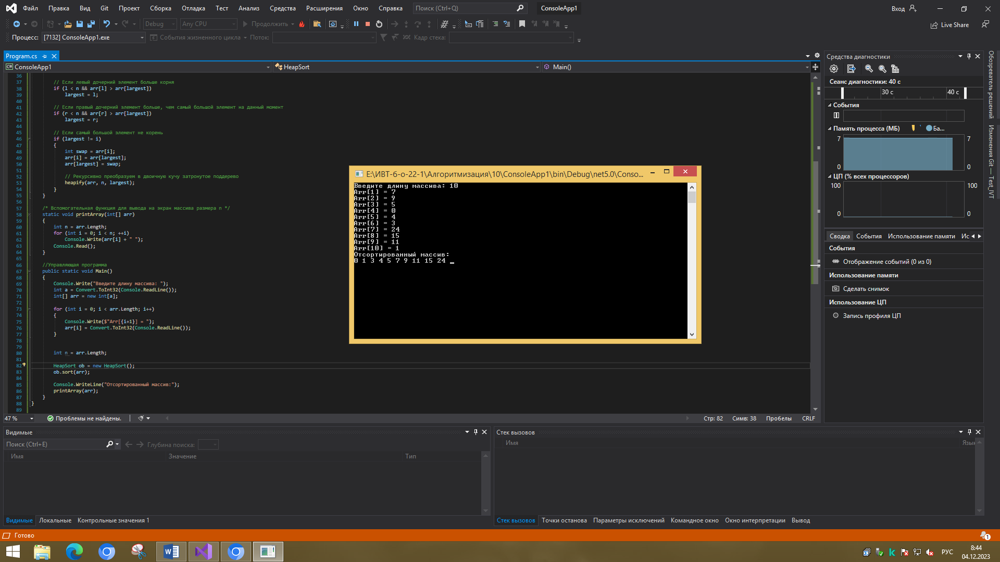 Файл Правка Вид Git Проект Сборка Отладка Тест Анализ Средства Расширения Окно Справка Поиск (Ctrl+Q) ConsoleApp1 Вход
Debug Any CPU Продолжить Live Share
Процесс: [7132] ConsoleApp1.exe События жизненного цикла Поток: Кадр стека:
Program.cs
ConsoleApp1 HeapSort Main()
36
37 // Если левый дочерний элемент больше корня
38 if (l < n && arr[l] > arr[largest])
39 largest = l;
40
41 // Если правый дочерний элемент больше, чем самый большой элемент на данный момент
42 if (r < n && arr[r] > arr[largest])
43 largest = r;
44
45 // Если самый большой элемент не корень
46 if (largest != i)
47 {
48 int swap = arr[i];
49 arr[i] = arr[largest];
50 arr[largest] = swap;
51
52 // Рекурсивно преобразуем в двоичную кучу затронутое поддерево
53 heapify(arr, n, largest);
54 }
55 }
56
57 /* Вспомогательная функция для вывода на экран массива размера n */
58 static void printArray(int[] arr)
59 {
60 int n = arr.Length;
61 for (int i = 0; i < n; ++i)
62 Console.Write(arr[i] + " ");
63 Console.Read();
64 }
65
66 //Управляющая программа
67 public static void Main()
68 {
69 Console.Write("Введите длину массива: ");
70 int a = Convert.ToInt32(Console.ReadLine());
71 int[] arr = new int[a];
72
73 for (int i = 0; i < arr.Length; i++)
74 {
75 Console.Write($"Arr[{i+1}] = ");
76 arr[i] = Convert.ToInt32(Console.ReadLine());
77 }
78
79
80 int n = arr.Length;
81
82 HeapSort ob = new HeapSort();
83 ob.sort(arr);
84
85 Console.WriteLine("Отсортированный массив:");
86 printArray(arr);
87 }
88 }
89
47 % Проблемы не найдены. Стр: 82 Симв: 38 Пробелы CRLF
E:\ИВТ-6-о-22-1\Алгоритмизация\10\ConsoleApp1\bin\Debug\net5.0\Conso...
Введите длину массива: 10
Arr[1] = 7
Arr[2] = 9
Arr[3] = 5
Arr[4] = 0
Arr[5] = 4
Arr[6] = 3
Arr[7] = 24
Arr[8] = 15
Arr[9] = 11
Arr[10] = 1
Отсортированный массив:
0 1 3 4 5 7 9 11 15 24
Средства диагностики
Сеанс диагностики: 40 с
30 с 40 с
События
Память процесса (МБ) Ба...
7 7
0 0
ЦП (% всех процессоров)
100 100
0 0
Сводка События Использование памяти Ис
События
Отображение событий (0 из 0)
Использование памяти
Сделать снимок
Использование ЦП
Запись профиля ЦП
Обозреватель решений
Изменения Git — Test_IVT
Видимые
Поиск (Ctrl+E) Глубина поиска:
Имя Значение Тип
Видимые Локальные Контрольные значения 1
Стек вызовов
Имя Язык
Стек вызовов Точки останова Параметры исключений Командное окно Окно интерпретации Вывод
Готово 1
РУС
8:44
04.12.2023